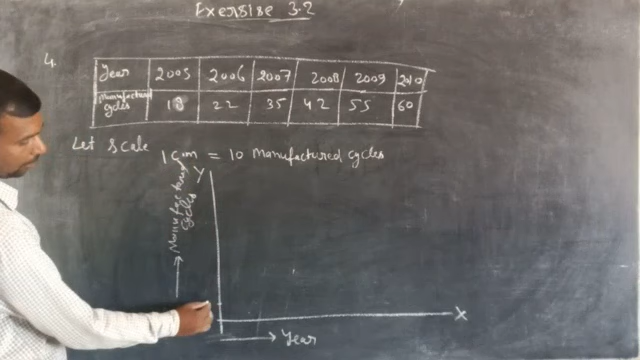 Exersise 3.2
4.
Year 2005 2006 2007 2008 2009 2010
Manufactured cycles 18 22 35 42 55 60
Let Scale
1 cm = 10 Manufactured cycles
Y
→ Manufactured cycles
X
→ Year